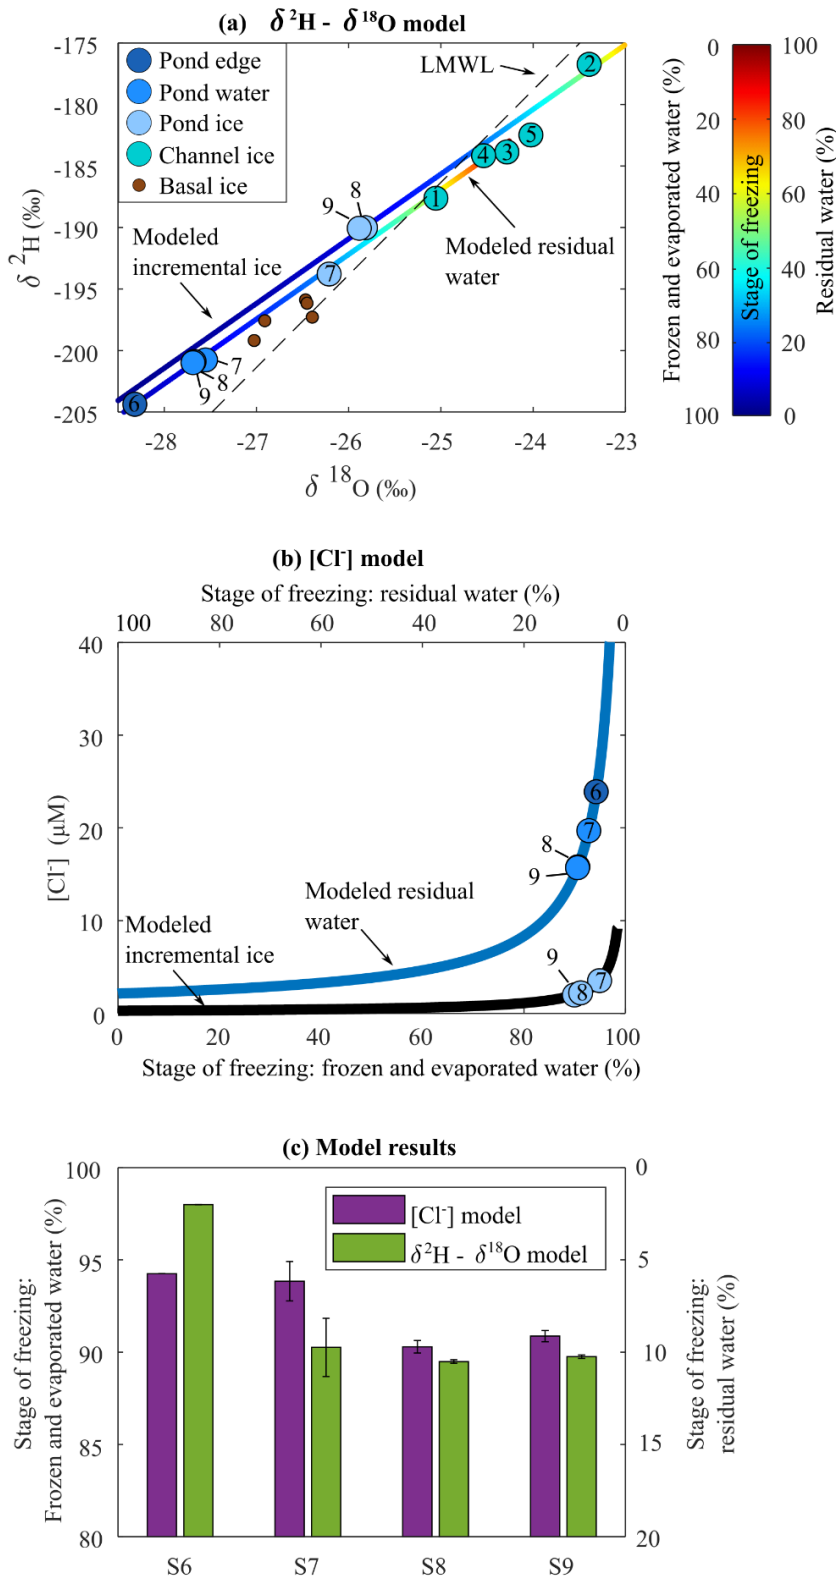 (a) δ ²H - δ ¹⁸O model
-175
-180
-185
-190
-195
-200
-205
δ ²H (‰)
Pond edge
Pond water
Pond ice
Channel ice
Basal ice
LMWL
2
5
3
4
1
8
9
7
Modeled
incremental ice
Modeled residual
water
7
8
9
6
-28
-27
-26
-25
-24
-23
δ ¹⁸O (‰)
Frozen and evaporated water (%)
0
20
40
60
80
100
Stage of freezing
100
80
60
40
20
0
Residual water (%)
(b) [Cl⁻] model
Stage of freezing: residual water (%)
100
80
60
40
20
0
40
30
20
10
0
[Cl⁻] (μM)
6
7
8
9
Modeled residual
water
Modeled
incremental ice
9
8
7
0
20
40
60
80
100
Stage of freezing: frozen and evaporated water (%)
(c) Model results
Stage of freezing:
Frozen and evaporated water (%)
100
95
90
85
80
[Cl⁻] model
δ²H - δ¹⁸O model
0
5
10
15
20
Stage of freezing:
residual water (%)
S6
S7
S8
S9